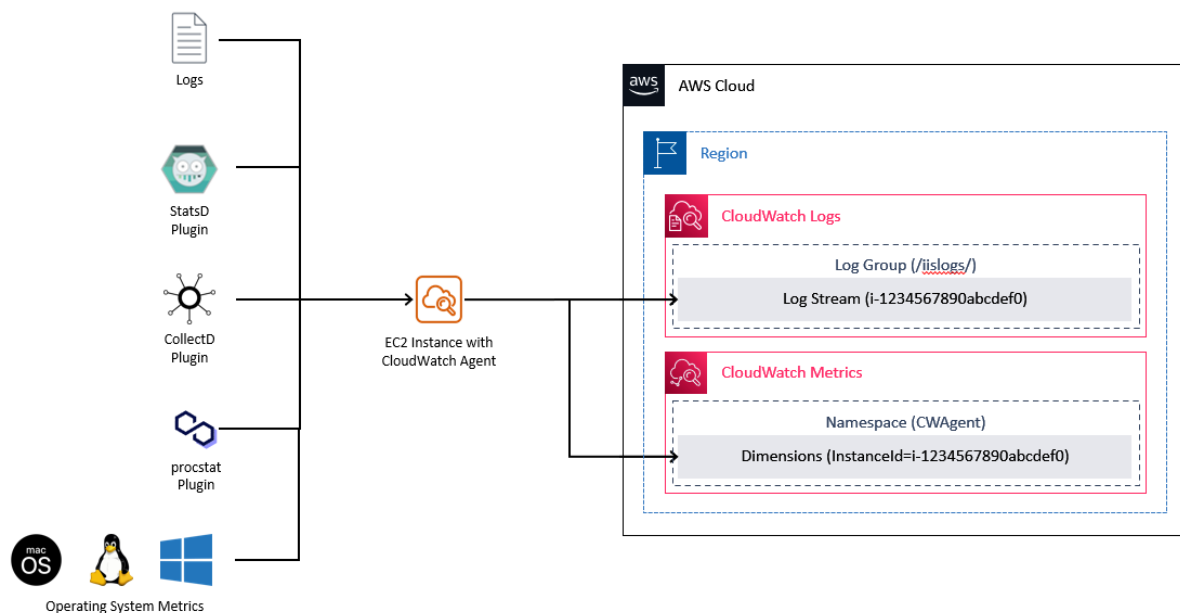 Logs
StatsD
Plugin
CollectD
Plugin
procstat
Plugin
mac
OS
Operating System Metrics
EC2 Instance with
CloudWatch Agent
aws
AWS Cloud
Region
CloudWatch Logs
Log Group (/iislogs/)
Log Stream (i-1234567890abcdef0)
CloudWatch Metrics
Namespace (CWAgent)
Dimensions (InstanceId=i-1234567890abcdef0)